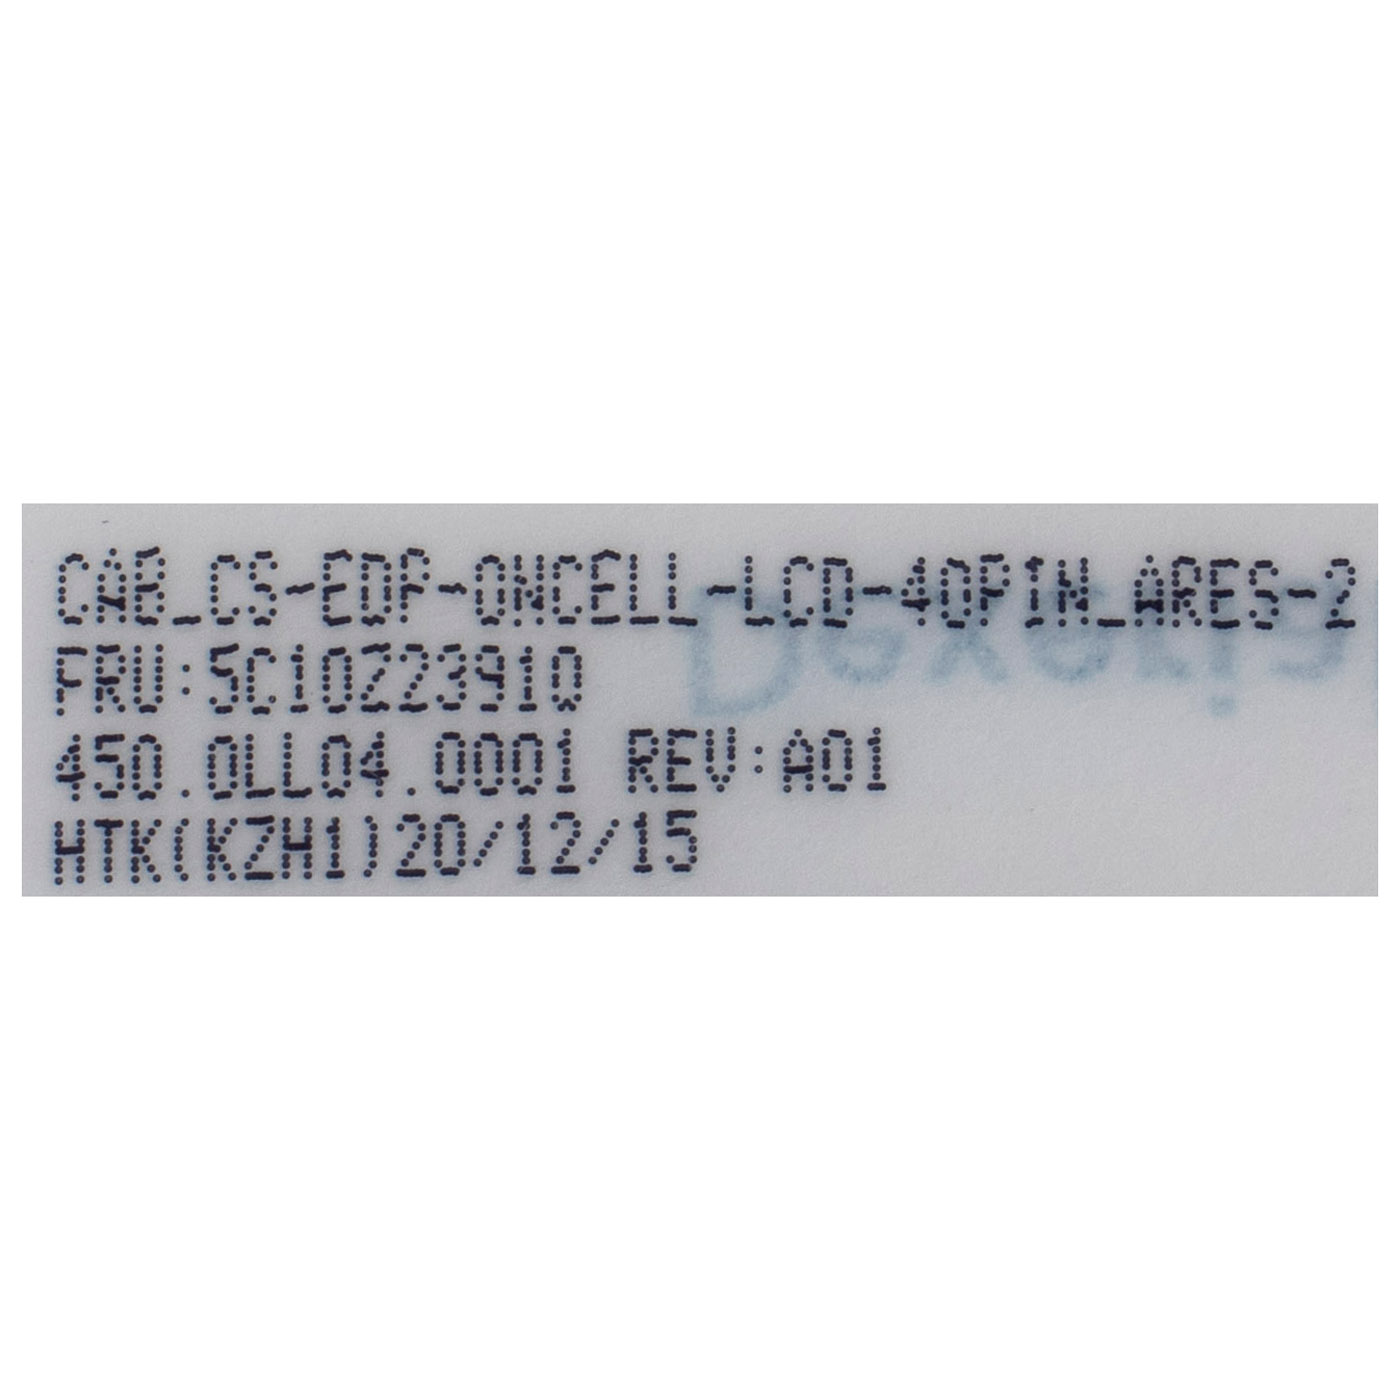 CAB_CS-EDP-ONCELL-LCD-40PIN_ARES-2
FRU:5C10Z23910
450.0LL04.0001 REV:A01
HTK(KZH1)20/12/15